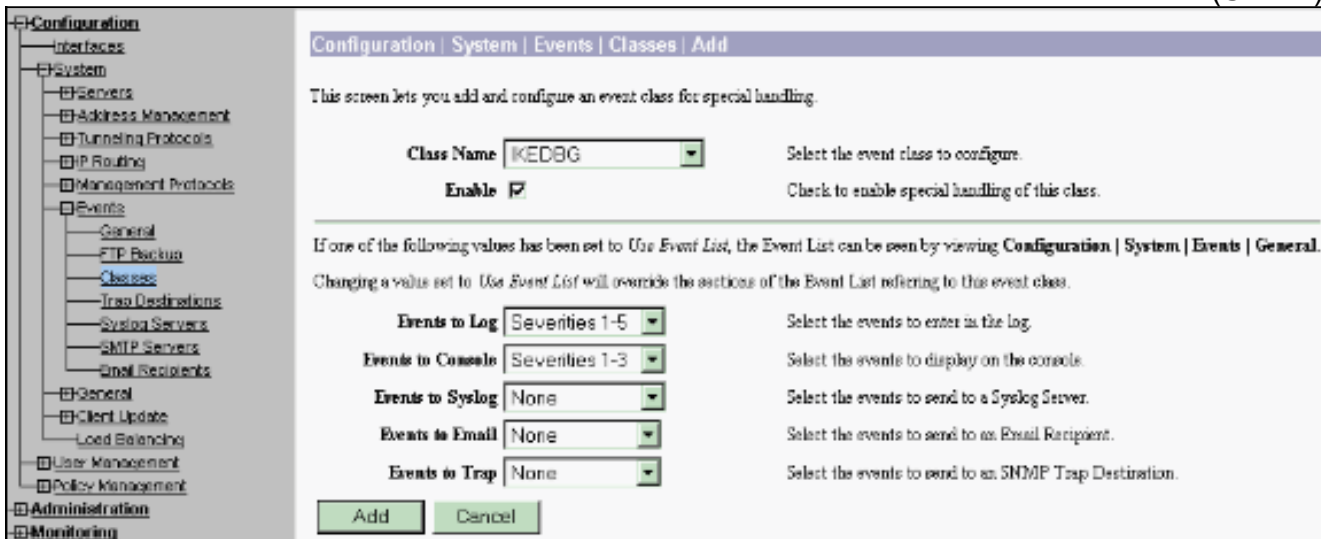 Configuration
Interfaces
System
Servers
Address Management
Tunneling Protocols
IP Routing
Management Protocols
Events
General
FTP Backup
Classes
Trap Destinations
Syslog Servers
SMTP Servers
Email Recipients
General
Client Update
Load Balancing
User Management
Policy Management
Administration
Monitoring
Configuration | System | Events | Classes | Add
This screen lets you add and configure an event class for special handling.
Class Name IKEDBG Select the event class to configure.
Enable Check to enable special handling of this class.
If one of the following values has been set to Use Event List, the Event List can be seen by viewing Configuration | System | Events | General.
Changing a value set to Use Event List will override the sections of the Event List referring to this event class.
Events to Log Severities 1-5 Select the events to enter in the log.
Events to Console Severities 1-3 Select the events to display on the console.
Events to Syslog None Select the events to send to a Syslog Server.
Events to Email None Select the events to send to an Email Recipient.
Events to Trap None Select the events to send to an SNMP Trap Destination.
Add Cancel